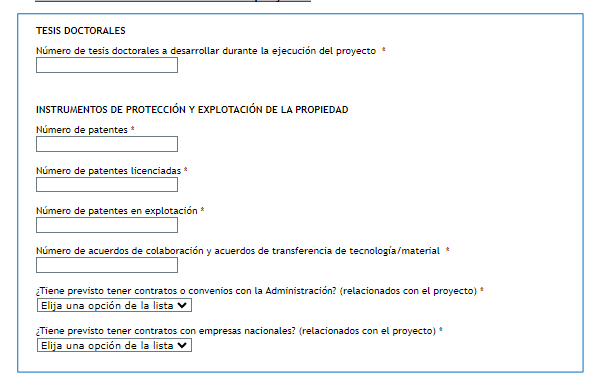 TESIS DOCTORALES
Número de tesis doctorales a desarrollar durante la ejecución del proyecto *
INSTRUMENTOS DE PROTECCIÓN Y EXPLOTACIÓN DE LA PROPIEDAD
Número de patentes *
Número de patentes licenciadas *
Número de patentes en explotación *
Número de acuerdos de colaboración y acuerdos de transferencia de tecnología/material *
¿Tiene previsto tener contratos o convenios con la Administración? (relacionados con el proyecto) *
Elija una opción de la lista
¿Tiene previsto tener contratos con empresas nacionales? (relacionados con el proyecto) *
Elija una opción de la lista